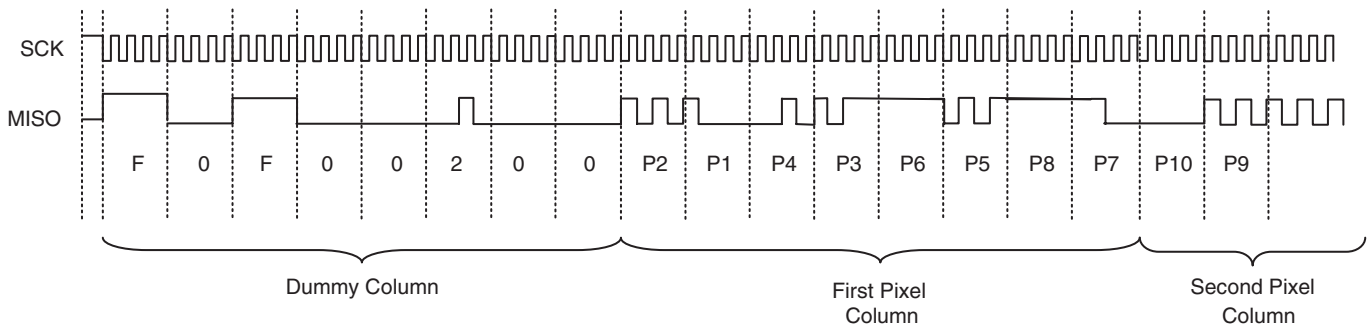 SCK
MISO
F 0 F 0 0 2 0 0 P2 P1 P4 P3 P6 P5 P8 P7 P10 P9
Dummy Column
First Pixel
Column
Second Pixel
Column